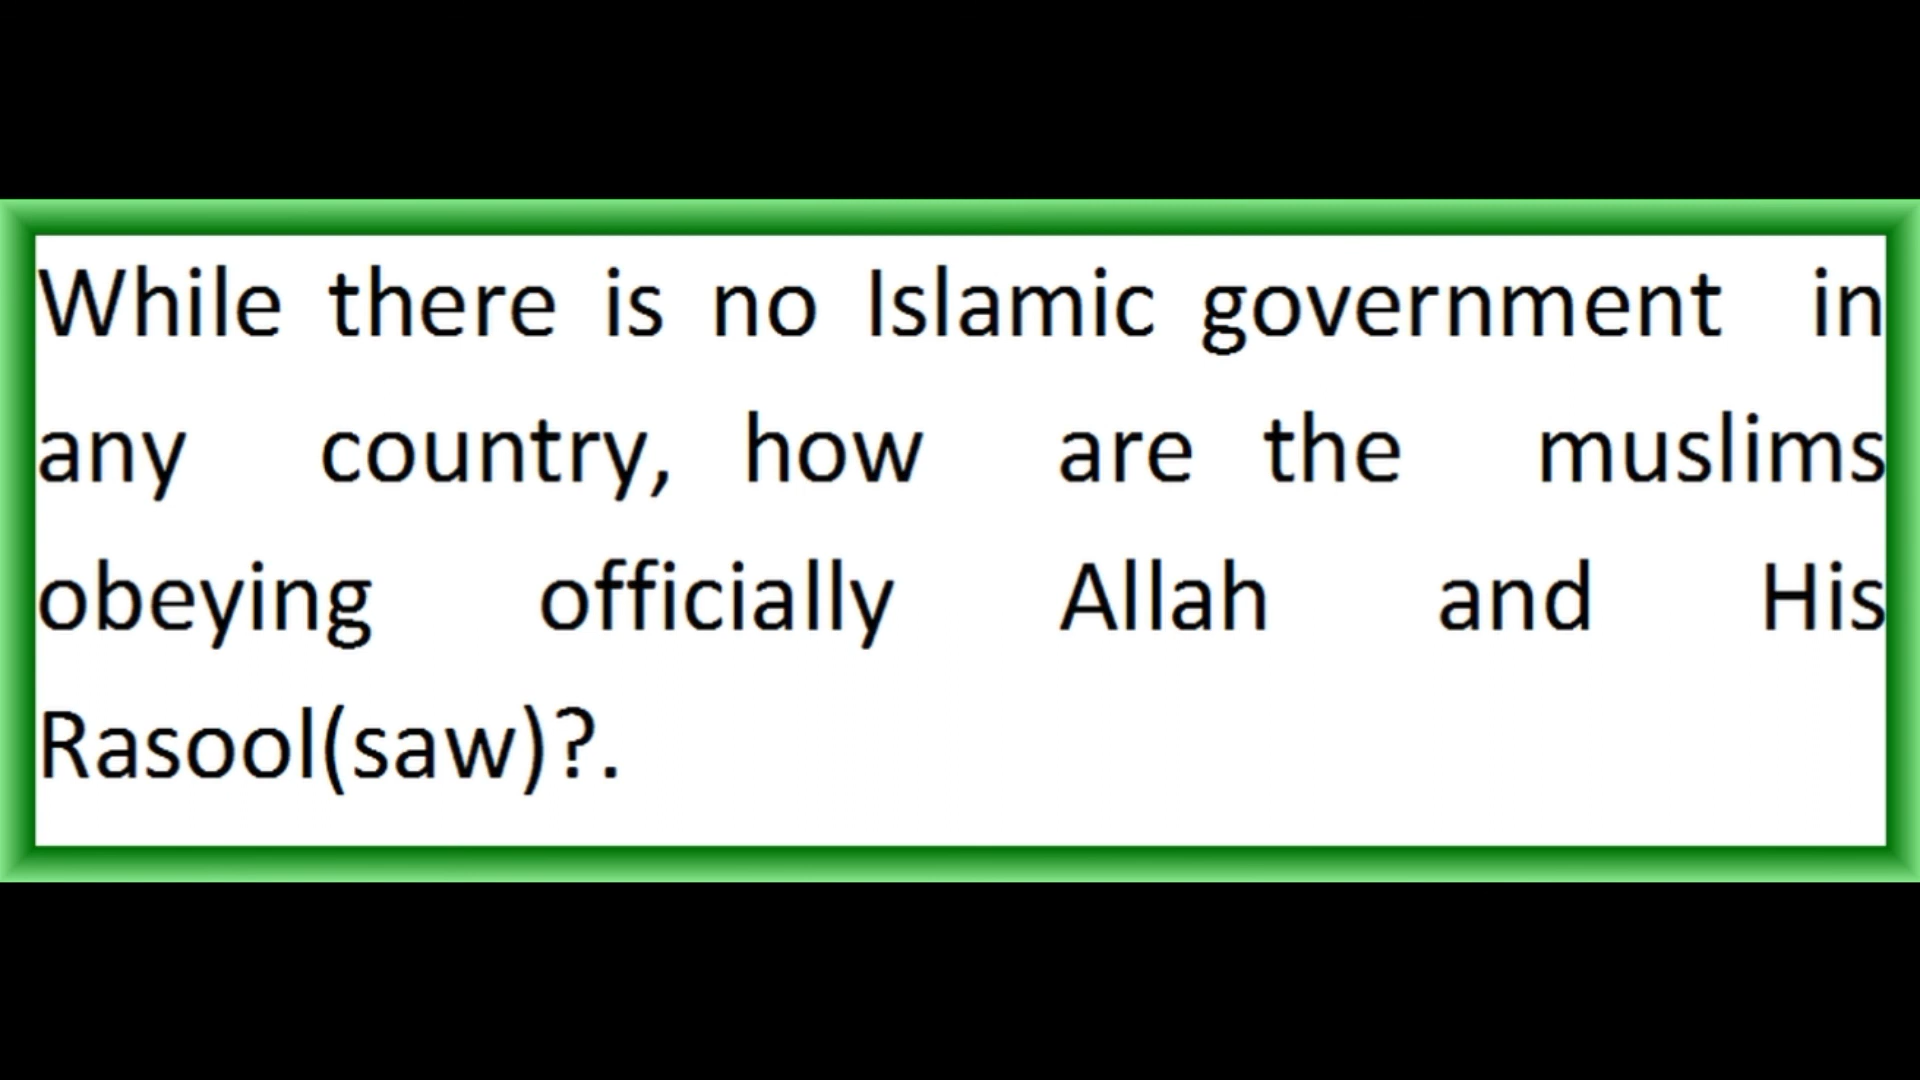 While there is no Islamic government in
any country, how are the muslims
obeying officially Allah and His
Rasool(saw)?.